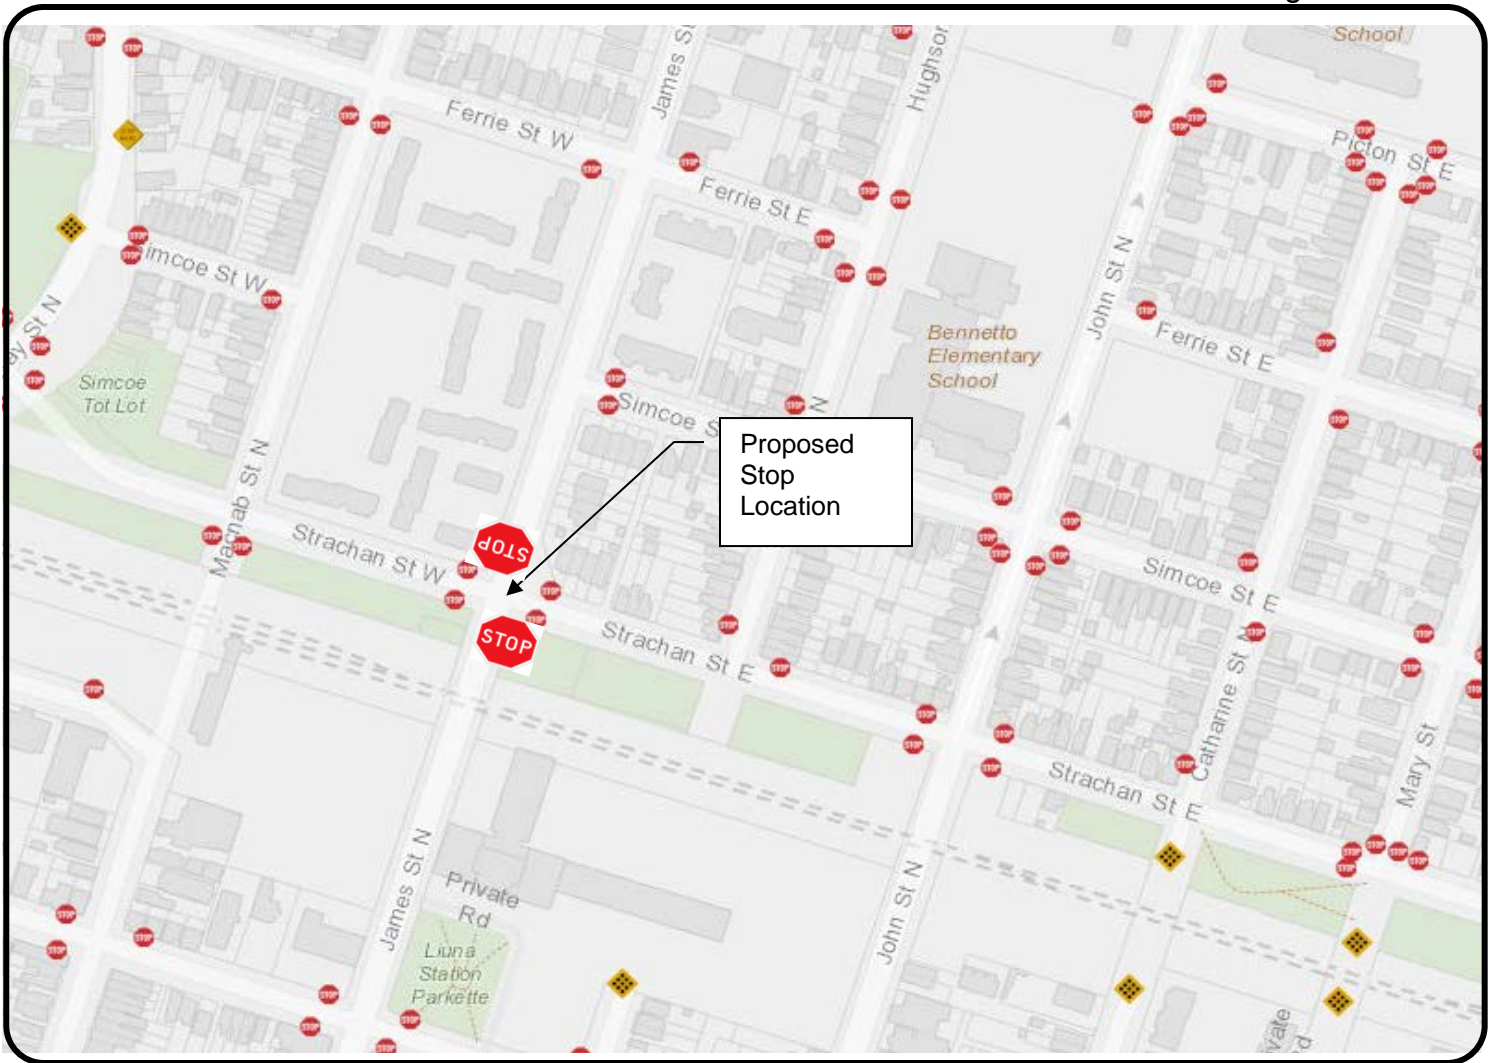 School
Ferrie St W
James St
Hughson
Picton St E
Ferrie St E
Simcoe St W
John St N
Bennetto
Elementary
School
Ferrie St E
Simcoe
Tot Lot
Simcoe S
N
Proposed
Stop
Location
Macnab St N
STOP
STOP
Strachan St W
Strachan St E
Simcoe St E
Catharine St N
Mary St
Strachan St E
James St N
Private
Rd
John St N
Liuna
Station
Parkette